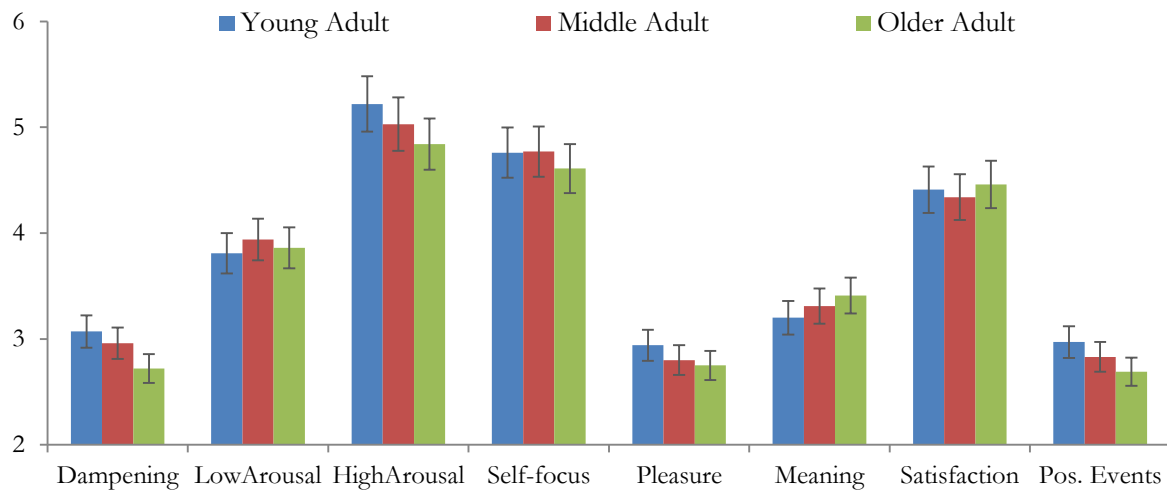 6
Young Adult Middle Adult Older Adult
5
4
3
2
Dampening LowArousal HighArousal Self-focus Pleasure Meaning Satisfaction Pos. Events